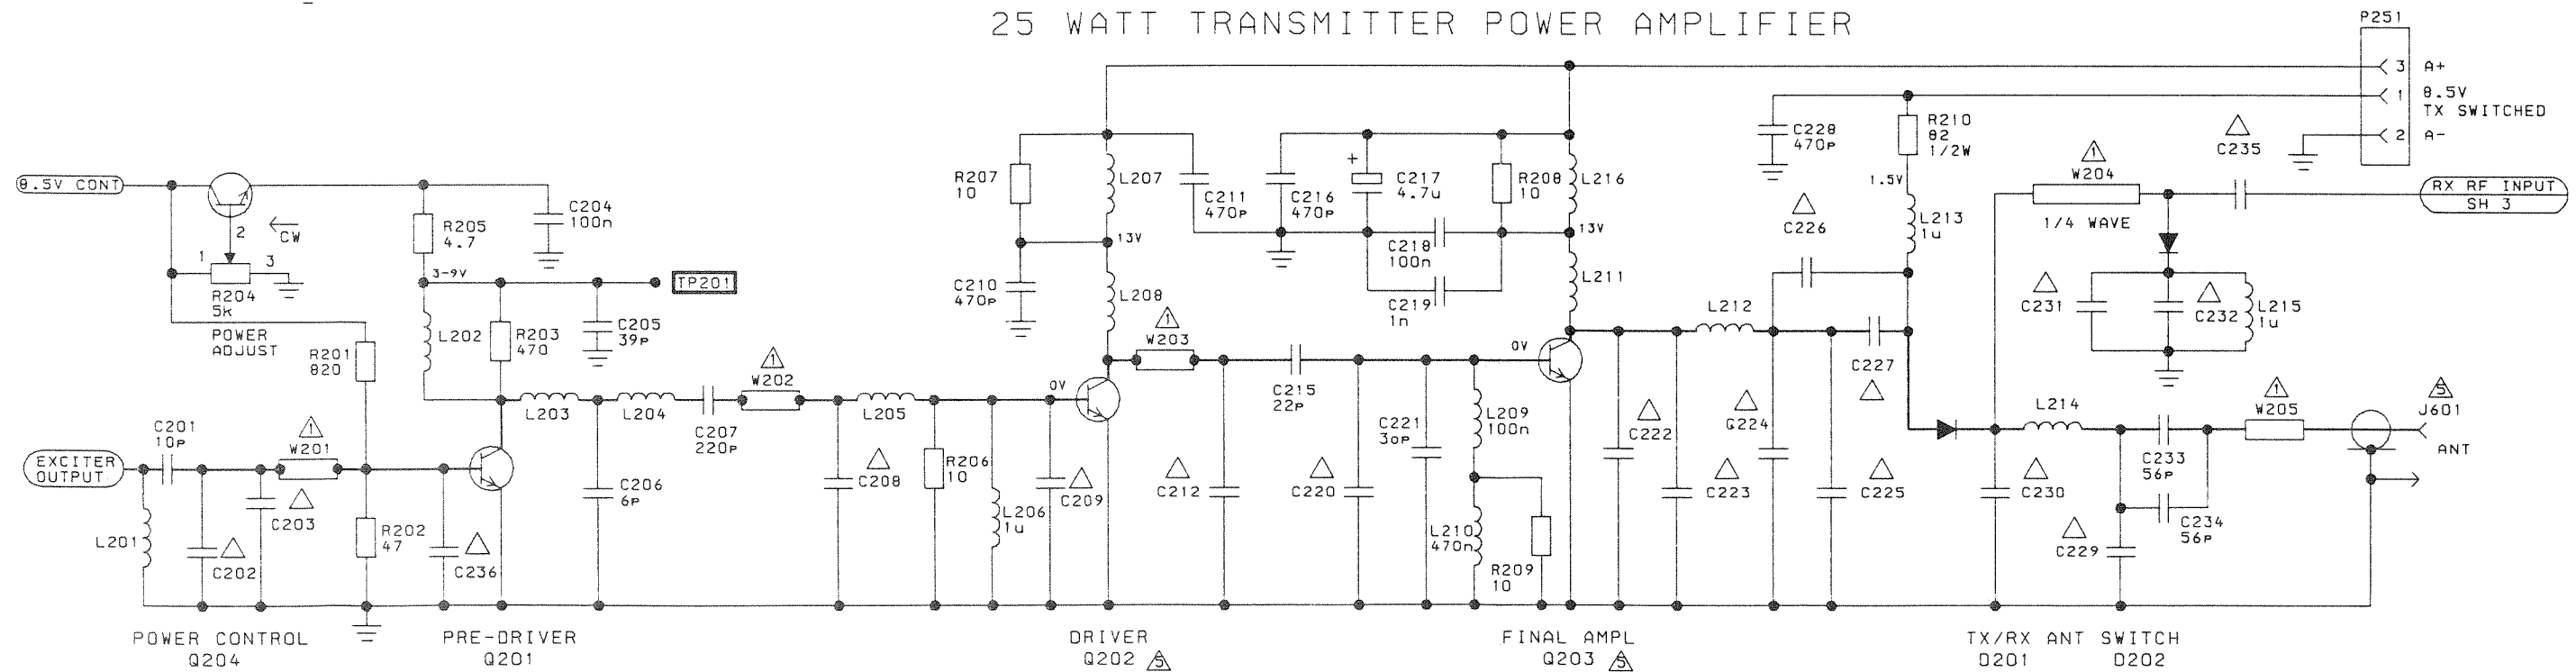 25 WATT TRANSMITTER POWER AMPLIFIER
P251
3 A+
1 8.5V
TX SWITCHED
2 A-
8.5V CONT
2
CW
1
3
R204
5k
POWER
ADJUST
R205
4.7
C204
100n
3-9V
TP201
L202
R203
470
C205
39p
R201
820
EXCITER
OUTPUT
C201
10p
1
W201
L201
C202
C203
R202
47
C236
L203
L204
C206
6p
C207
220p
1
W202
L205
C208
R206
10
L206
1u
C209
0V
R207
10
L207
C211
470p
13V
C210
470p
L208
1
W203
C212
C215
22p
C220
C216
470p
+
C217
4.7u
R208
10
L216
C218
100n
13V
C219
1n
L211
0V
C221
30p
L209
100n
L210
470n
R209
10
C222
C223
L212
C224
C225
C226
C227
C228
470p
R210
82
1/2W
1.5V
L213
1u
1
W204
1/4 WAVE
C235
RX RF INPUT
SH 3
C231
C232
L215
1u
L214
C230
C229
C233
56p
C234
56p
1
W205
5
J601
ANT
POWER CONTROL
Q204
PRE-DRIVER
Q201
DRIVER
Q202 5
FINAL AMPL
Q203 5
TX/RX ANT SWITCH
D201 D202